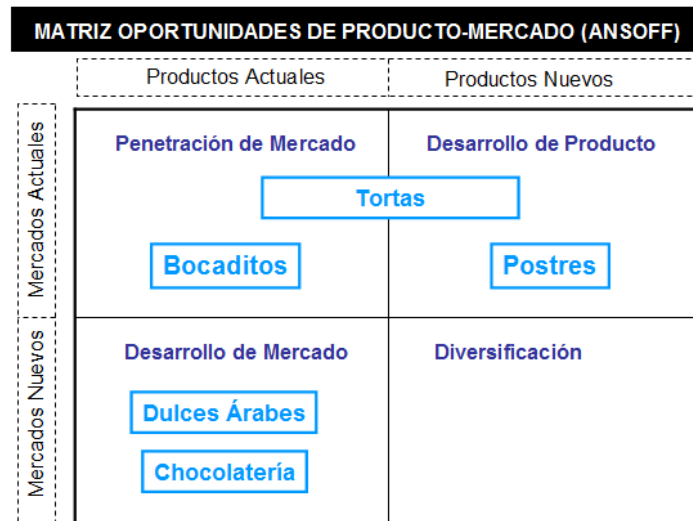 MATRIZ OPORTUNIDADES DE PRODUCTO-MERCADO (ANSOFF)
Productos Actuales
Productos Nuevos
Mercados Actuales
Penetración de Mercado
Desarrollo de Producto
Tortas
Bocaditos
Postres
Mercados Nuevos
Desarrollo de Mercado
Diversificación
Dulces Árabes
Chocolatería